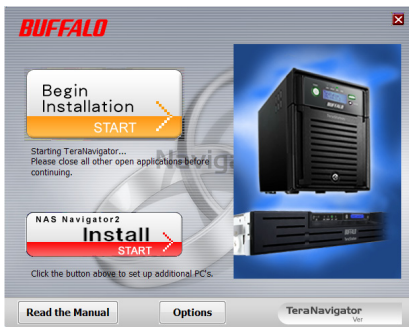 BUFFALO
Begin
Installation
START
Starting TeraNavigator...
Please close all other open applications before
continuing.
NAS Navigator2
Install
START
Click the button above to set up additional PC's.
Read the Manual
Options
TeraNavigator
Ver